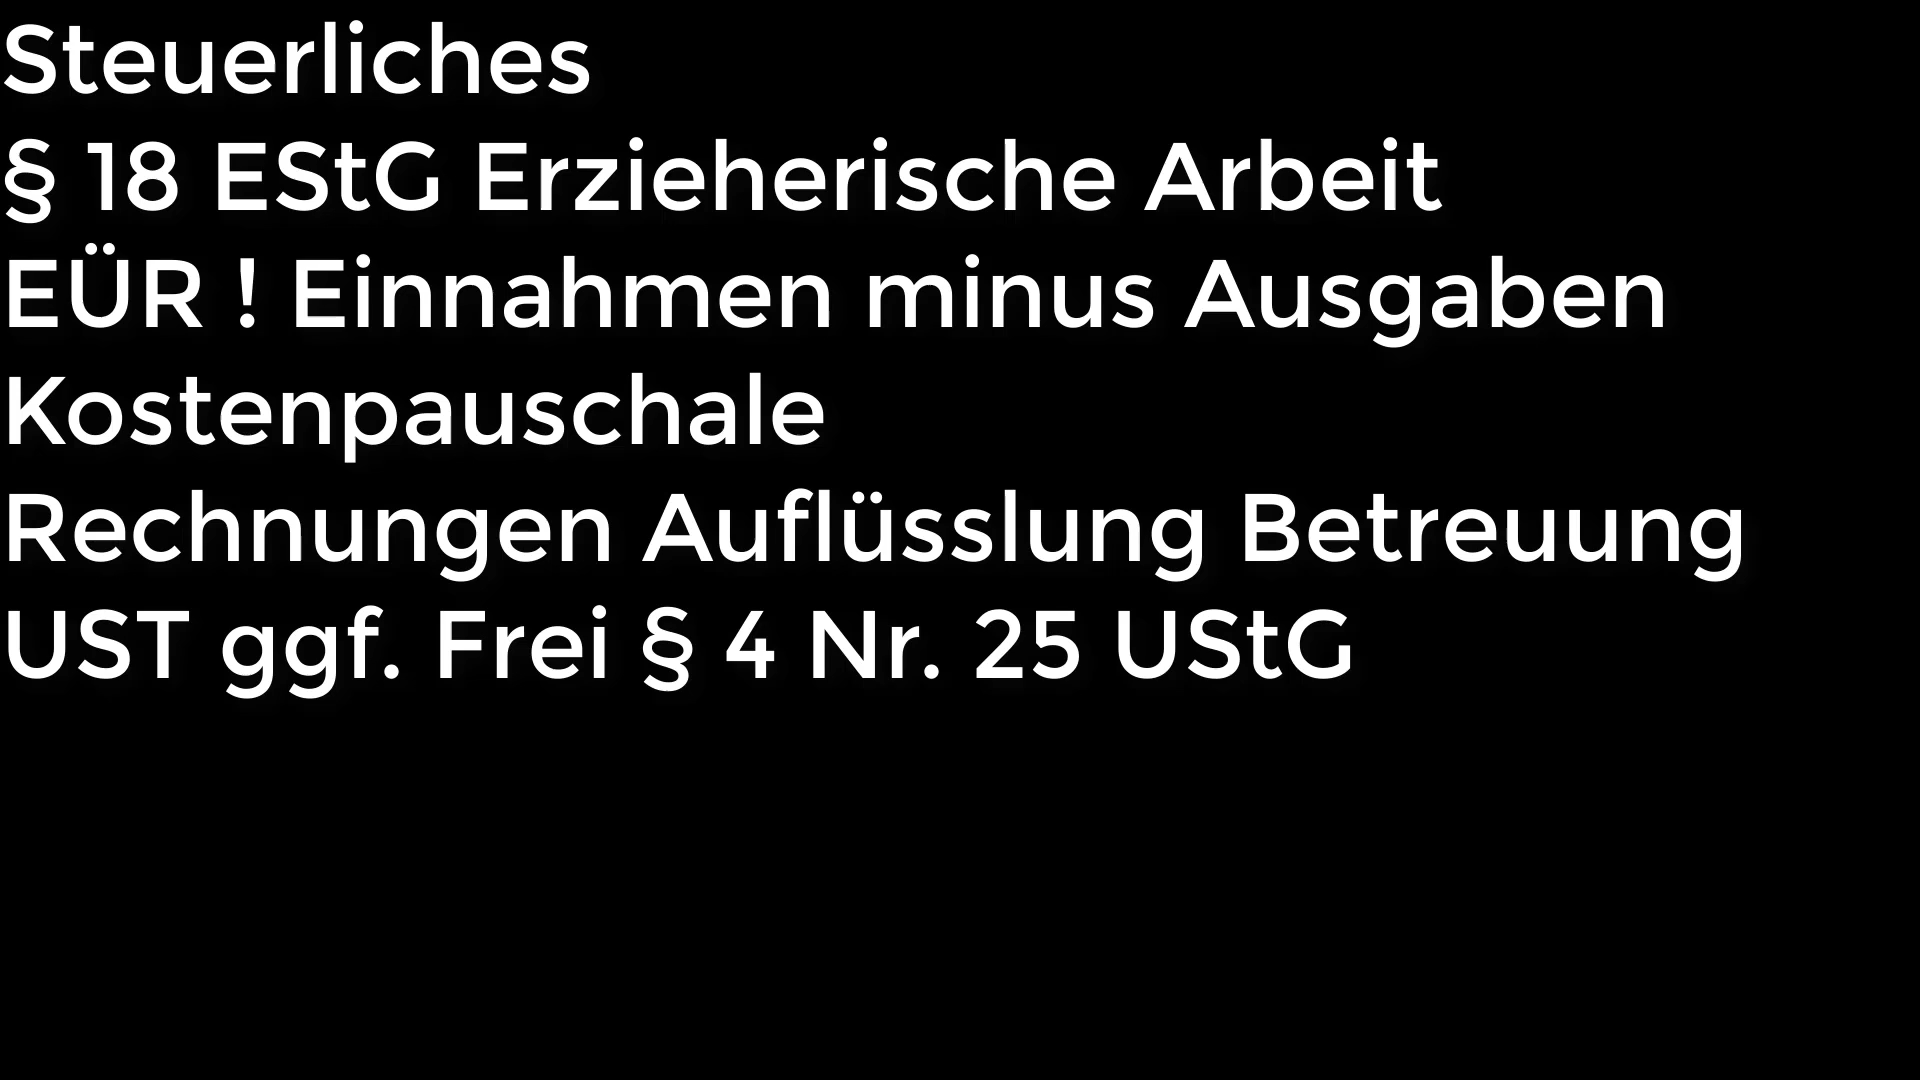 Steuerliches
§ 18 EStG Erzieherische Arbeit
EÜR ! Einnahmen minus Ausgaben
Kostenpauschale
Rechnungen Auflüsslung Betreuung
UST ggf. Frei § 4 Nr. 25 UStG